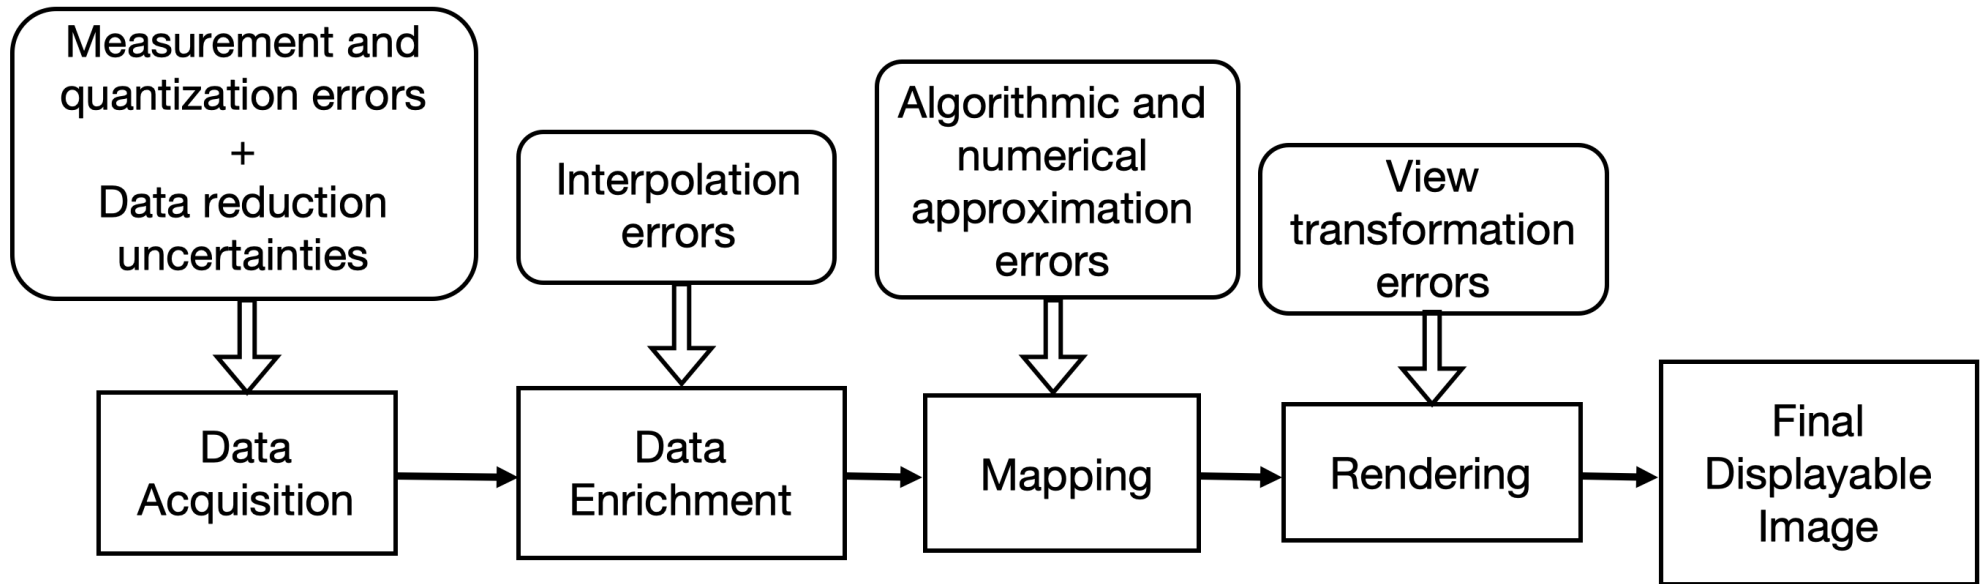 Measurement and
quantization errors
+
Data reduction
uncertainties
Interpolation
errors
Algorithmic and
numerical
approximation
errors
View
transformation
errors
Data
Acquisition
Data
Enrichment
Mapping
Rendering
Final
Displayable
Image